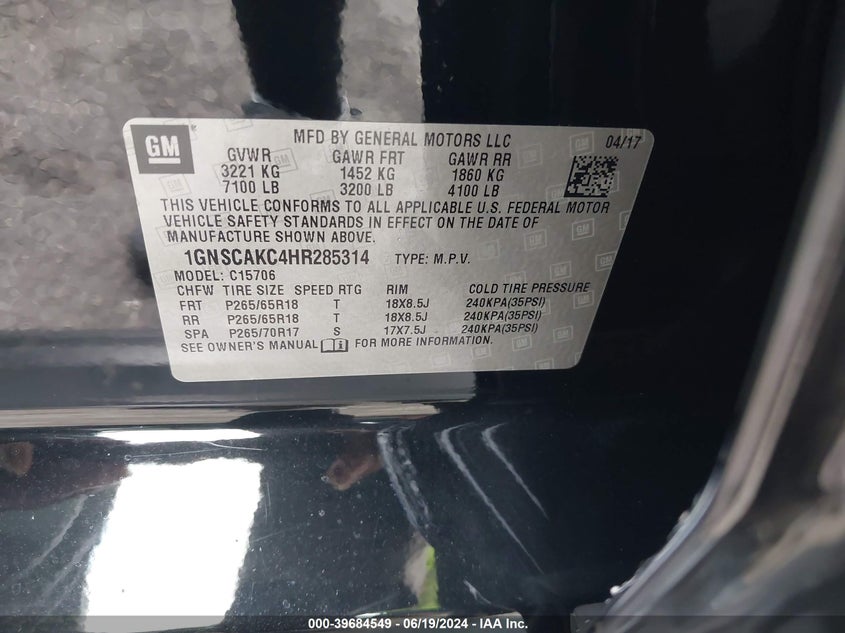 GM
MFD BY GENERAL MOTORS LLC 04/17
GVWR GAWR FRT GAWR RR
3221 KG 1452 KG 1860 KG
7100 LB 3200 LB 4100 LB
THIS VEHICLE CONFORMS TO ALL APPLICABLE U.S. FEDERAL MOTOR
VEHICLE SAFETY STANDARDS IN EFFECT ON THE DATE OF
MANUFACTURE SHOWN ABOVE.
1GNSCAKC4HR285314 TYPE: M.P.V.
MODEL: C15706
CHFW TIRE SIZE SPEED RTG RIM COLD TIRE PRESSURE
FRT P265/65R18 T 18X8.5J 240KPA(35PSI)
RR P265/65R18 T 18X8.5J 240KPA(35PSI)
SPA P265/70R17 S 17X7.5J 240KPA(35PSI)
SEE OWNER'S MANUAL i FOR MORE INFORMATION.
000-39684549 - 06/19/2024 - IAA Inc.